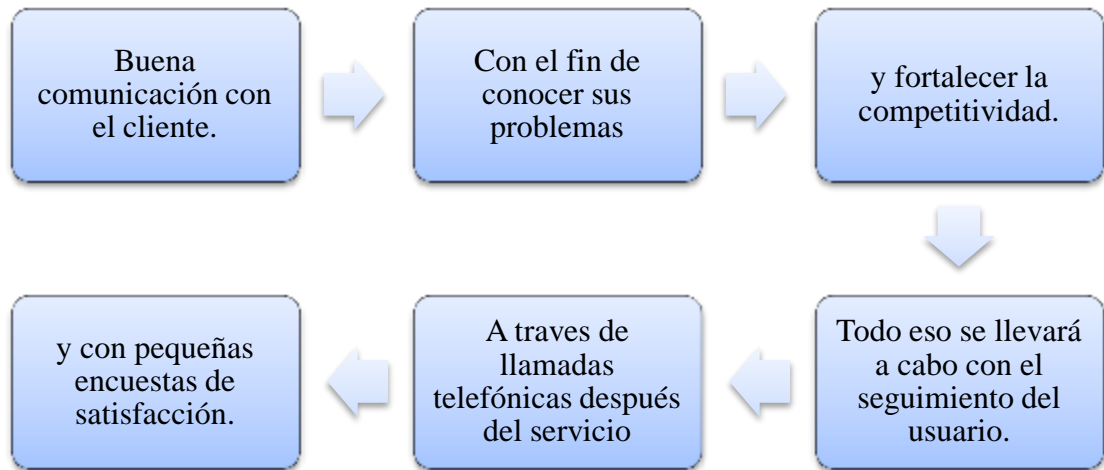 Buena
comunicación con
el cliente.
Con el fin de
conocer sus
problemas
y fortalecer la
competitividad.
Todo eso se llevará
a cabo con el
seguimiento del
usuario.
A traves de
llamadas
telefónicas después
del servicio
y con pequeñas
encuestas de
satisfacción.